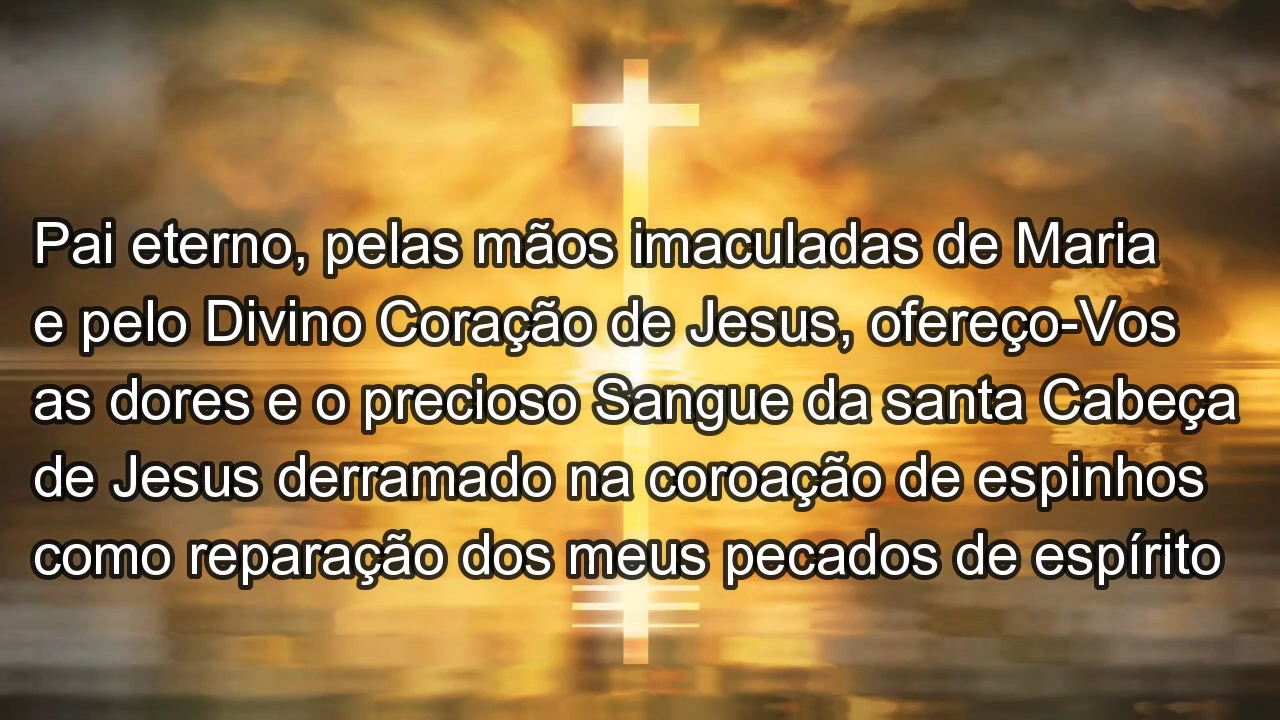 Pai eterno, pelas mãos imaculadas de Maria
e pelo Divino Coração de Jesus, ofereço-Vos
as dores e o precioso Sangue da santa Cabeça
de Jesus derramado na coroação de espinhos
como reparação dos meus pecados de espírito